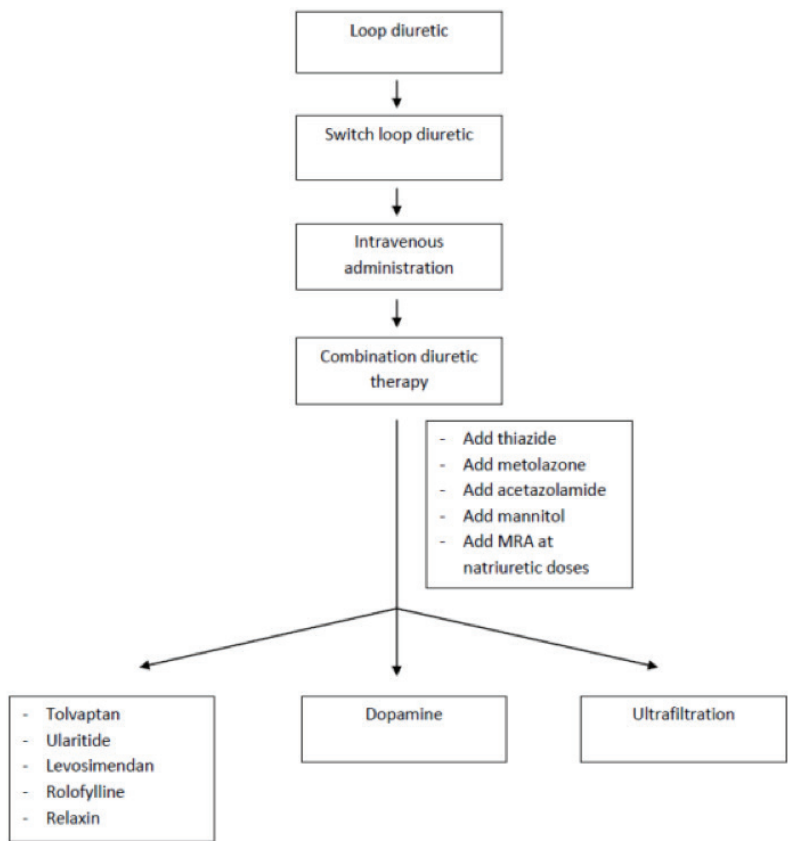 Loop diuretic
Switch loop diuretic
Intravenous
administration
Combination diuretic
therapy
- Add thiazide
- Add metolazone
- Add acetazolamide
- Add mannitol
- Add MRA at
natriuretic doses
- Tolvaptan
- Ularitide
- Levosimendan
- Rolofylline
- Relaxin
Dopamine
Ultrafiltration